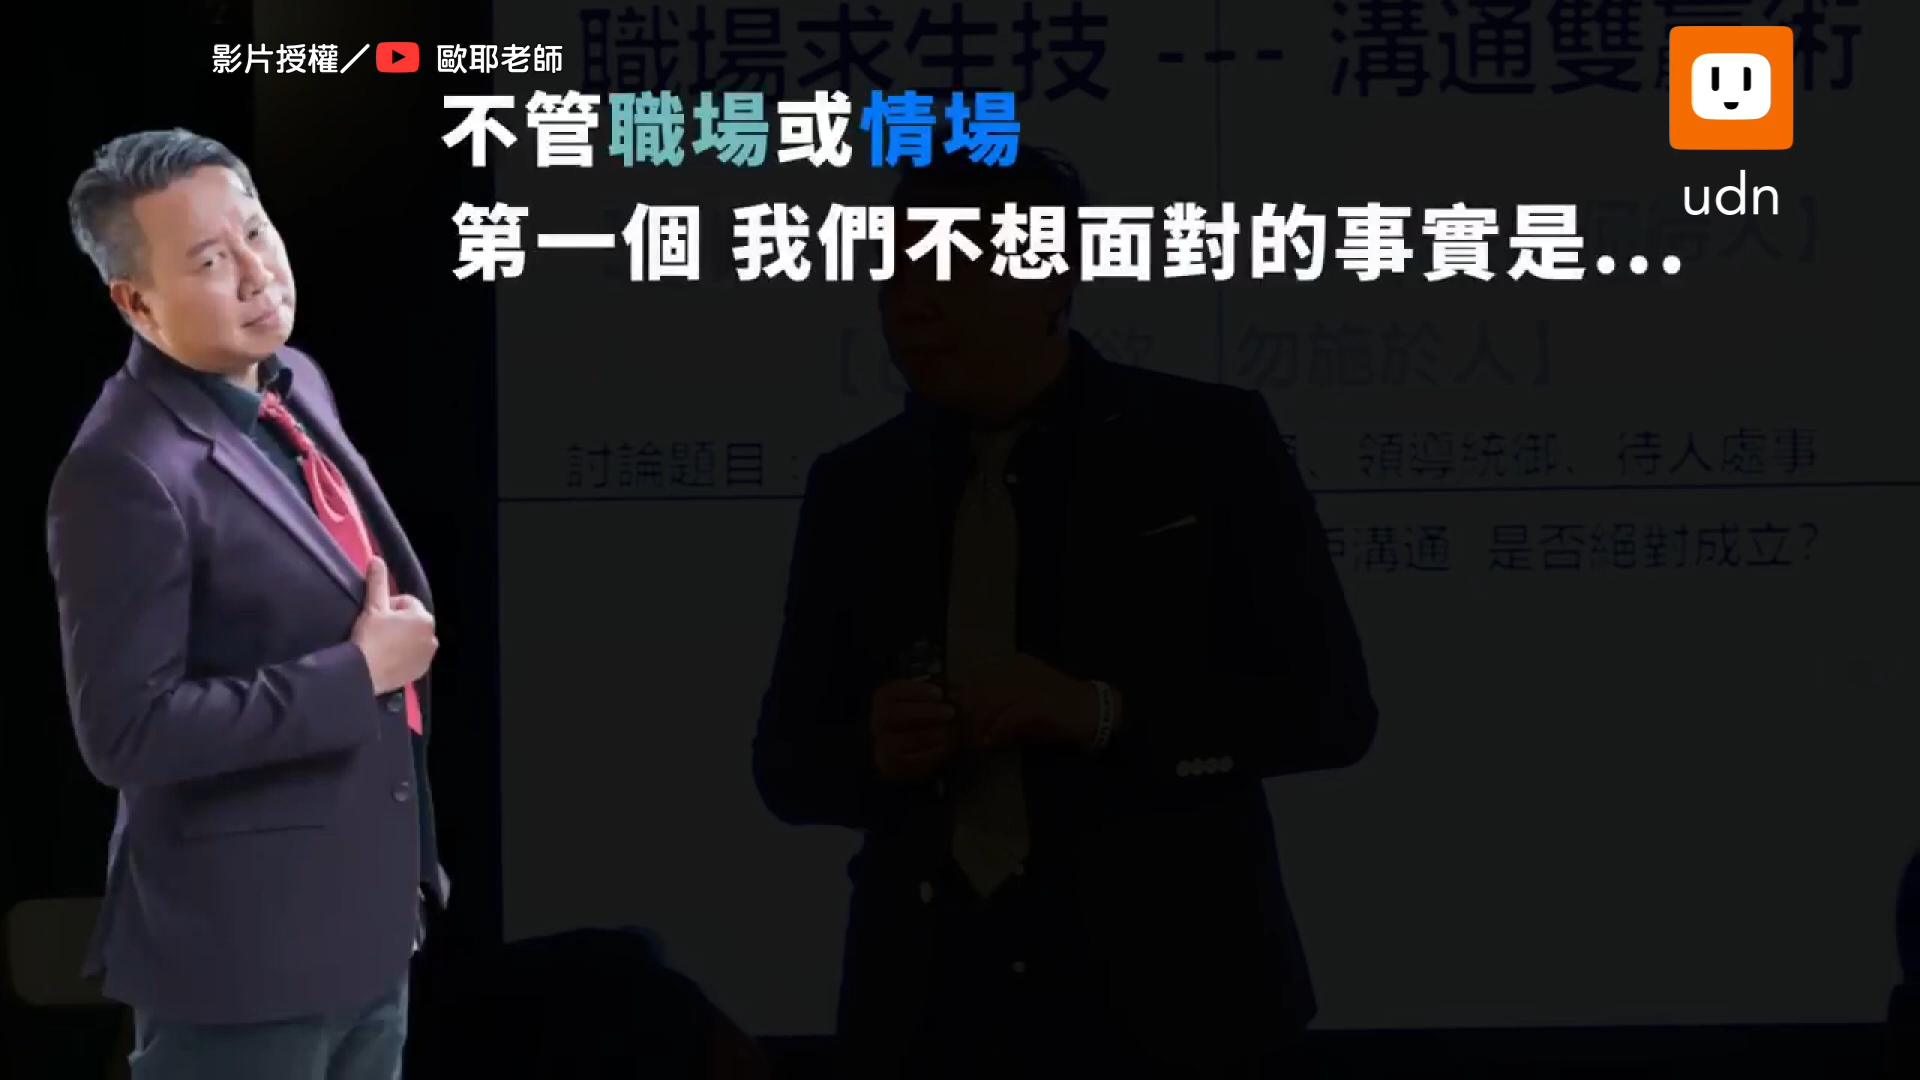 影片授權／ 歐耶老師
職場求生技 --- 溝通雙贏術
不管職場或情場
udn
第一個 我們不想面對的事實是...
勿施於人】
討論題目:
、領導統御、待人處事
溝通 是否絕對成立?